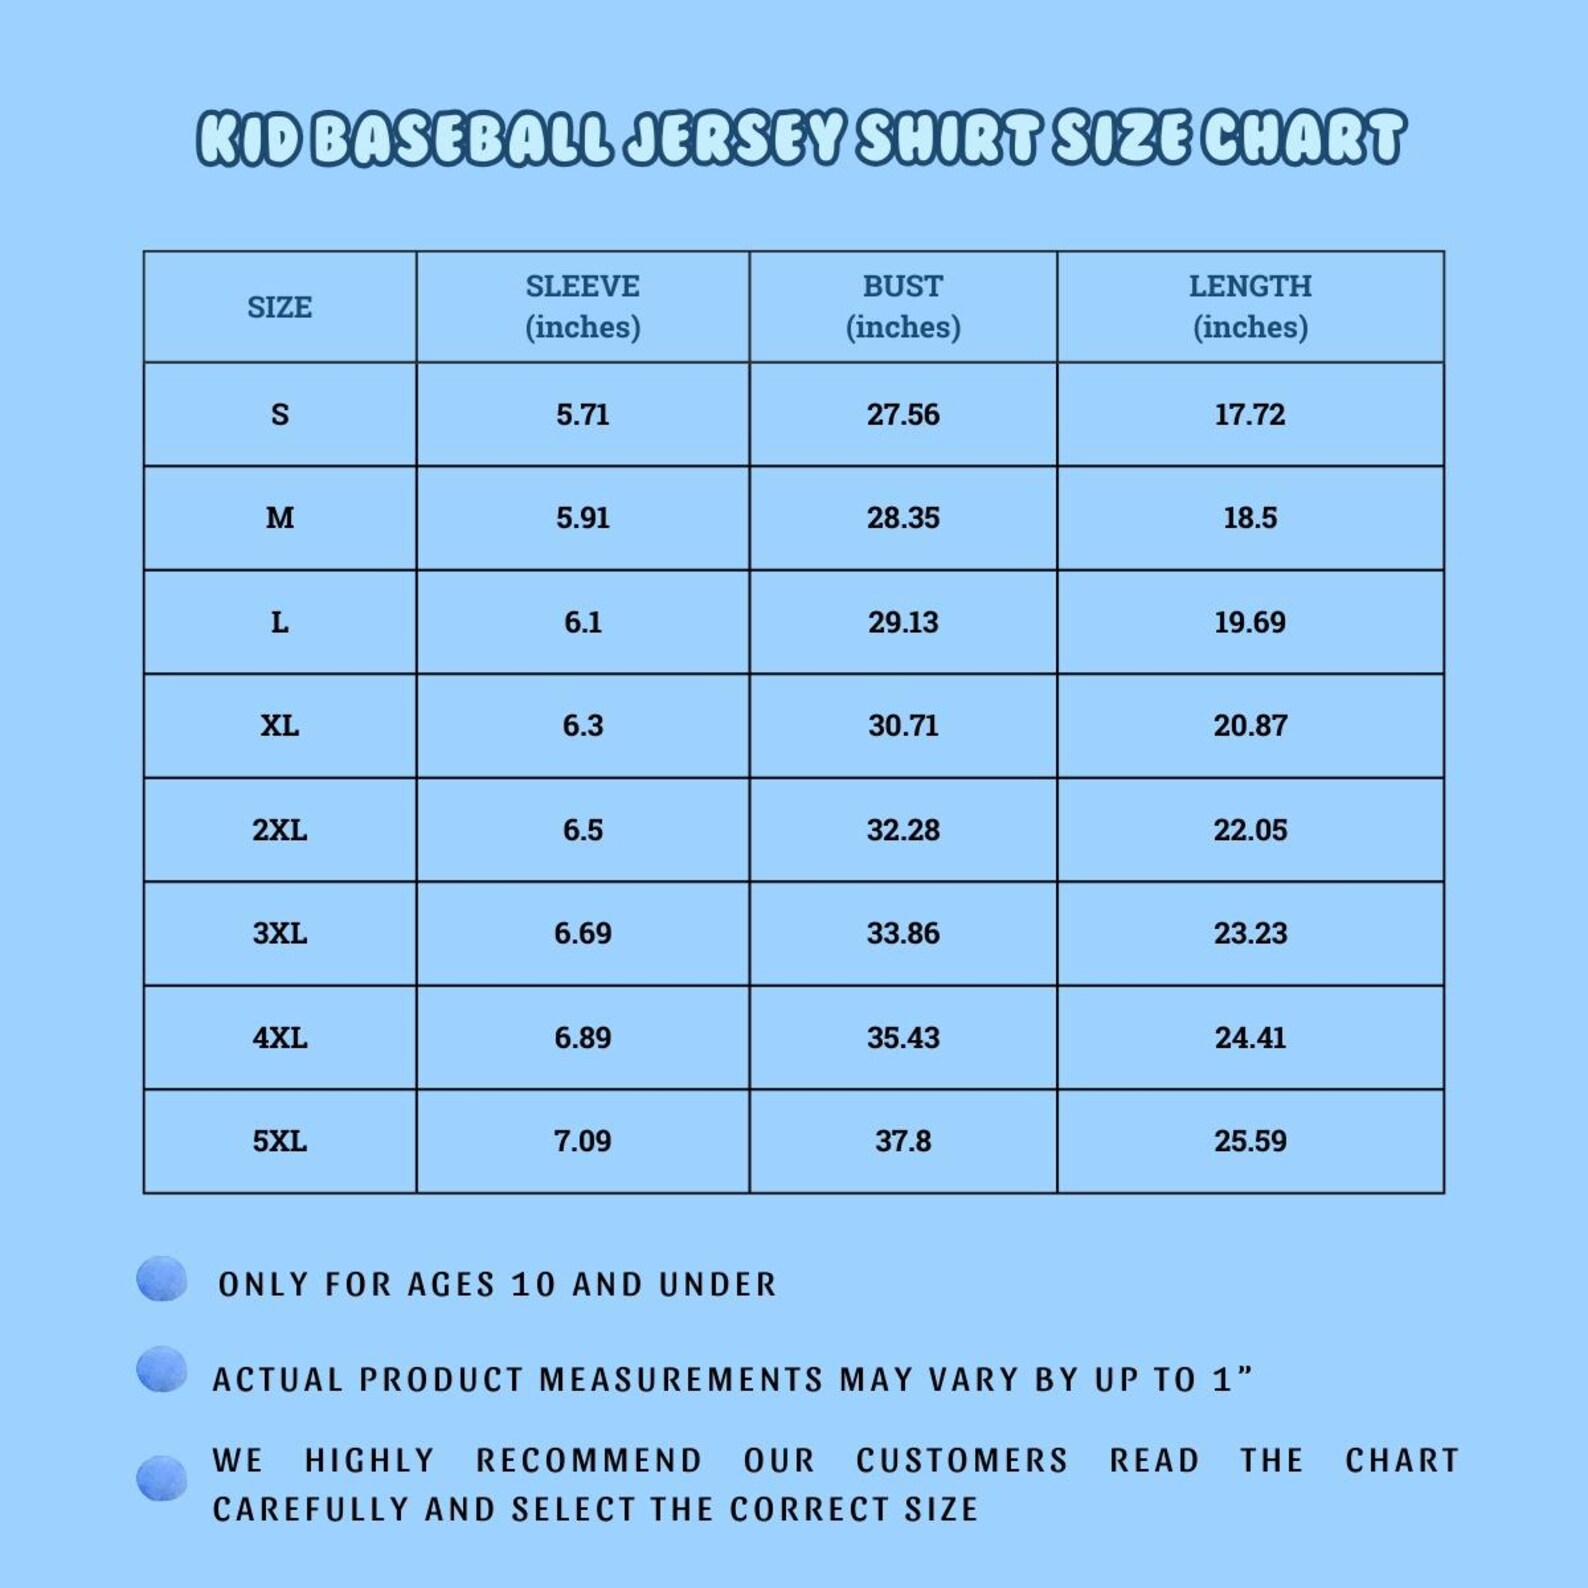 KID BASEBALL JERSEY SHIRT SIZE CHART
SIZE SLEEVE (inches) BUST (inches) LENGTH (inches)
S 5.71 27.56 17.72
M 5.91 28.35 18.5
L 6.1 29.13 19.69
XL 6.3 30.71 20.87
2XL 6.5 32.28 22.05
3XL 6.69 33.86 23.23
4XL 6.89 35.43 24.41
5XL 7.09 37.8 25.59
ONLY FOR AGES 10 AND UNDER
ACTUAL PRODUCT MEASUREMENTS MAY VARY BY UP TO 1”
WE HIGHLY RECOMMEND OUR CUSTOMERS READ THE CHART
CAREFULLY AND SELECT THE CORRECT SIZE